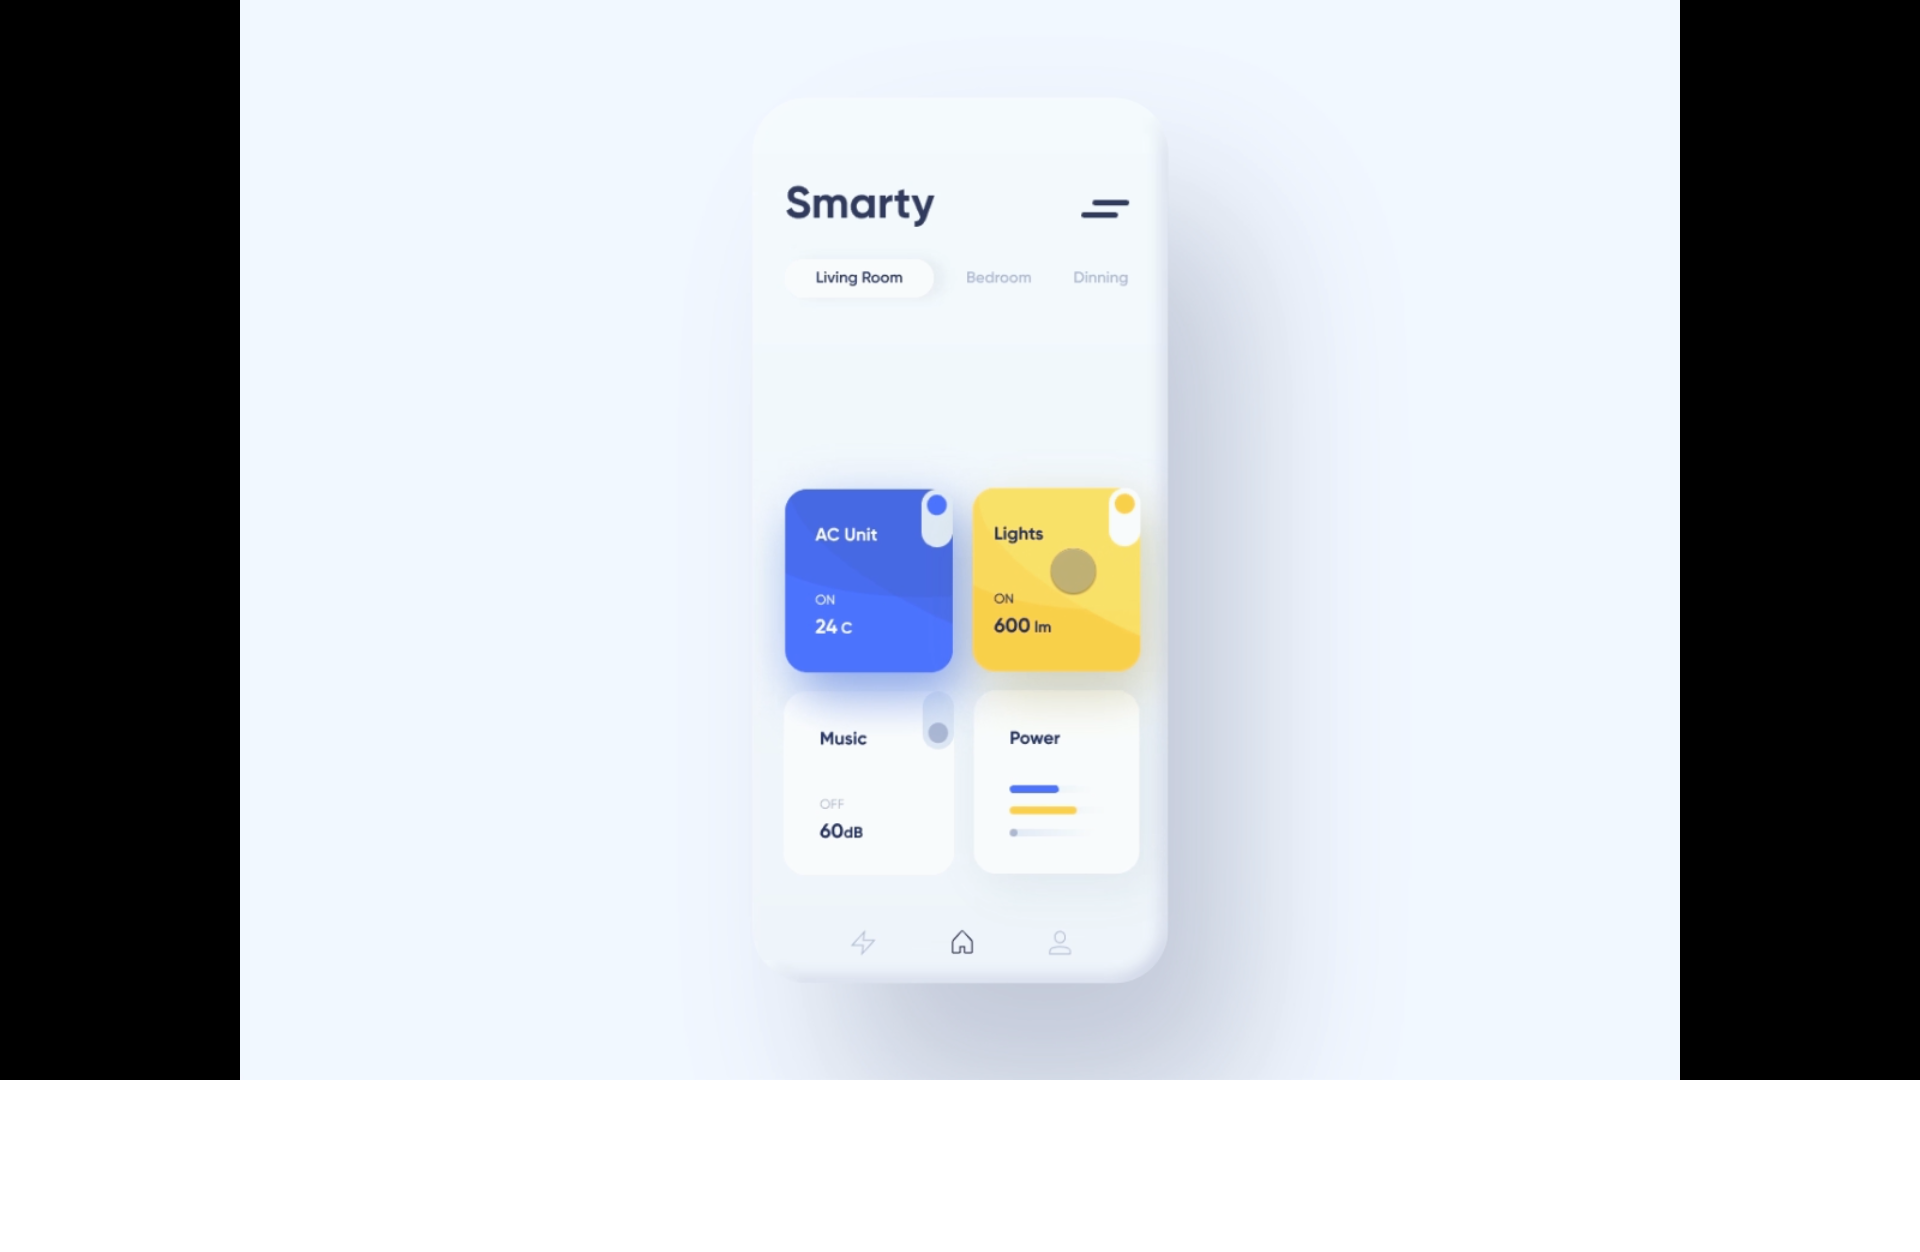 Smarty
Living Room Bedroom Dinning
AC Unit
ON
24 C
Lights
ON
600 lm
Music
OFF
60dB
Power